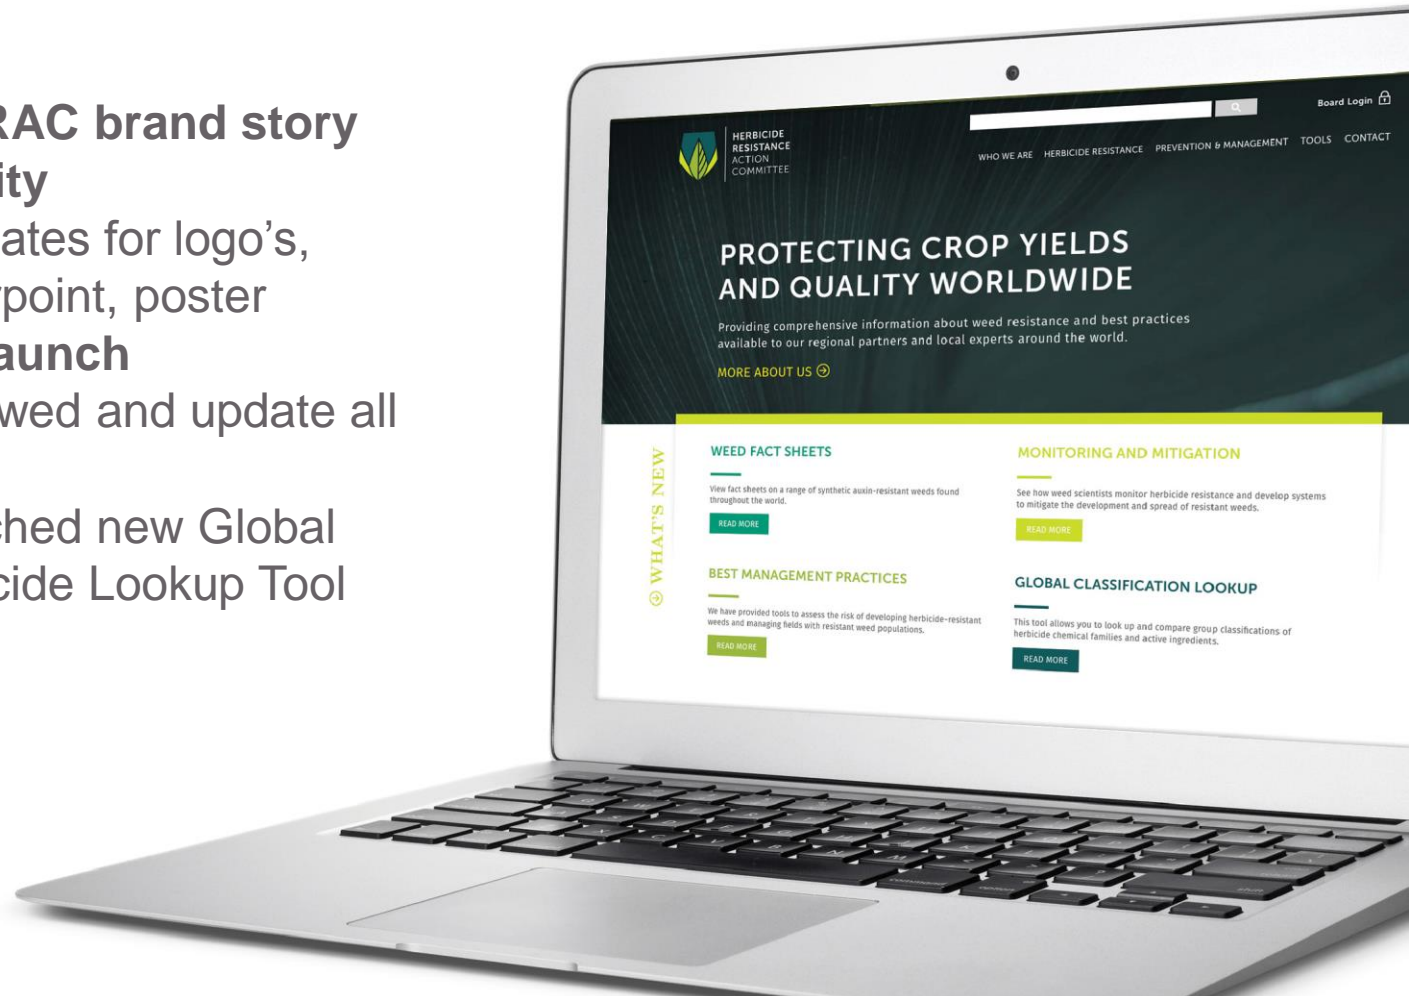 RAC brand story
ity
ates for logo's,
point, poster
aunch
wed and update all
ched new Global
cide Lookup Tool
HERBICIDE
RESISTANCE
ACTION
COMMITTEE
Board Login
WHO WE ARE HERBICIDE RESISTANCE PREVENTION & MANAGEMENT TOOLS CONTACT
PROTECTING CROP YIELDS
AND QUALITY WORLDWIDE
Providing comprehensive information about weed resistance and best practices
available to our regional partners and local experts around the world.
MORE ABOUT US
WHAT'S NEW
WEED FACT SHEETS
View fact sheets on a range of synthetic auxin-resistant weeds found
throughout the world.
READ MORE
MONITORING AND MITIGATION
See how weed scientists monitor herbicide resistance and develop systems
to mitigate the development and spread of resistant weeds.
READ MORE
BEST MANAGEMENT PRACTICES
We have provided tools to assess the risk of developing herbicide-resistant
weeds and managing fields with resistant weed populations.
READ MORE
GLOBAL CLASSIFICATION LOOKUP
This tool allows you to look up and compare group classifications of
herbicide chemical families and active ingredients.
READ MORE
command
option
shift